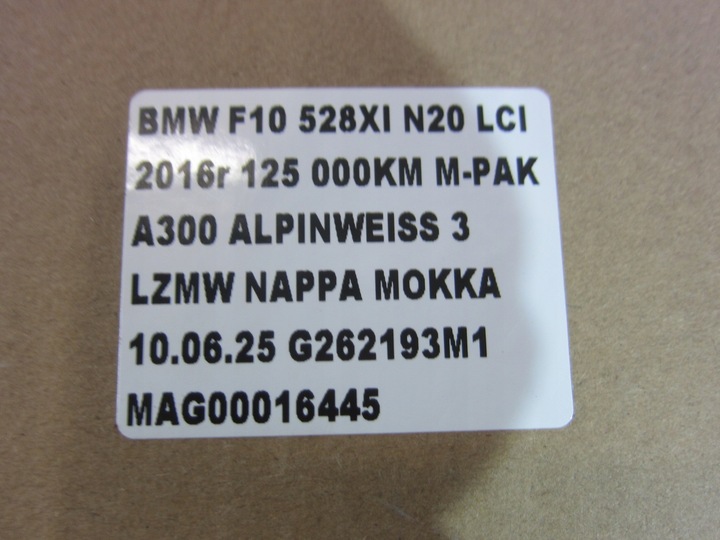 BMW F10 528XI N20 LCI
2016r 125 000KM M-PAK
A300 ALPINWEISS 3
LZMW NAPPA MOKKA
10.06.25 G262193M1
MAG00016445